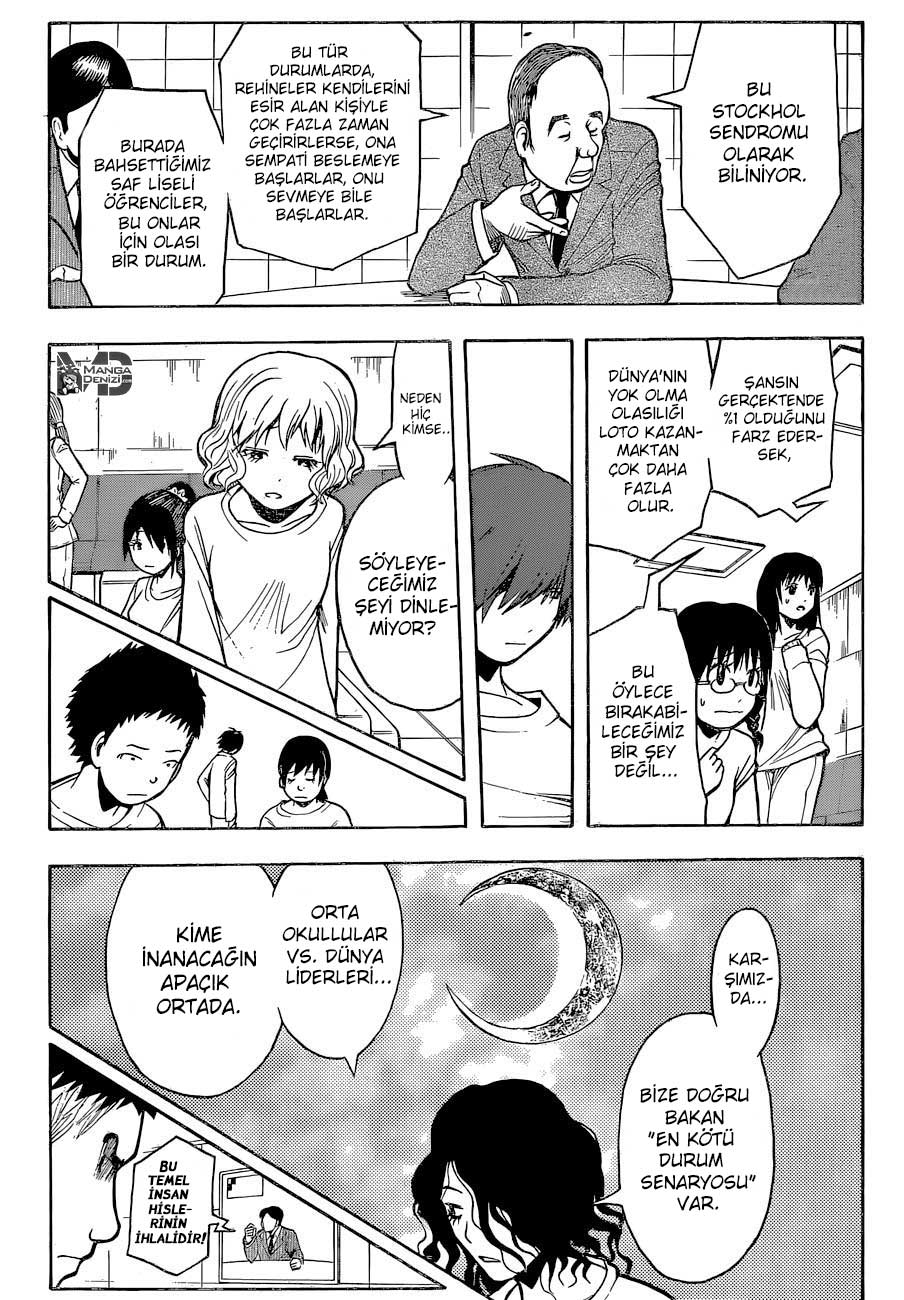 BU
STOCKHOL
SENDROMU
OLARAK
BİLİNİYOR.
BU TÜR
DURUMLARDA,
REHİNELER KENDİLERİNİ
ESİR ALAN KİŞİYLE
ÇOK FAZLA ZAMAN
GEÇİRİRLERSE, ONA
SEMPATİ BESLEMEYE
BAŞLARLAR, ONU
SEVMEYE BİLE
BAŞLARLAR.
BURADA
BAHSETTİĞİMİZ
SAF LİSELİ
ÖĞRENCİLER,
BU ONLAR
İÇİN OLASI
BİR DURUM.
ŞANSIN
GERÇEKTENDE
%1 OLDUĞUNU
FARZ EDER-
SEK,
DÜNYA'NIN
YOK OLMA
OLASILIĞI
LOTO KAZAN-
MAKTAN
ÇOK DAHA
FAZLA
OLUR.
BU
ÖYLECE
BIRAKABİ-
LECEĞİMİZ
BİR ŞEY
DEĞİL...
NEDEN
HİÇ
KİMSE..
SÖYLEYE-
CEĞİMİZ
ŞEYİ DİNLE-
MİYOR?
MD
MANGA
DENİZİ.COM
KAR-
ŞIMIZ-
DA...
BİZE DOĞRU
BAKAN
"EN KÖTÜ
DURUM
SENARYOSU"
VAR.
ORTA
OKULLULAR
VS. DÜNYA
LİDERLERİ...
KİME
İNANACAĞIN
APAÇIK
ORTADA.
BU
TEMEL
İNSAN
HİSLE-
RİNİN
İHLALİDİR!